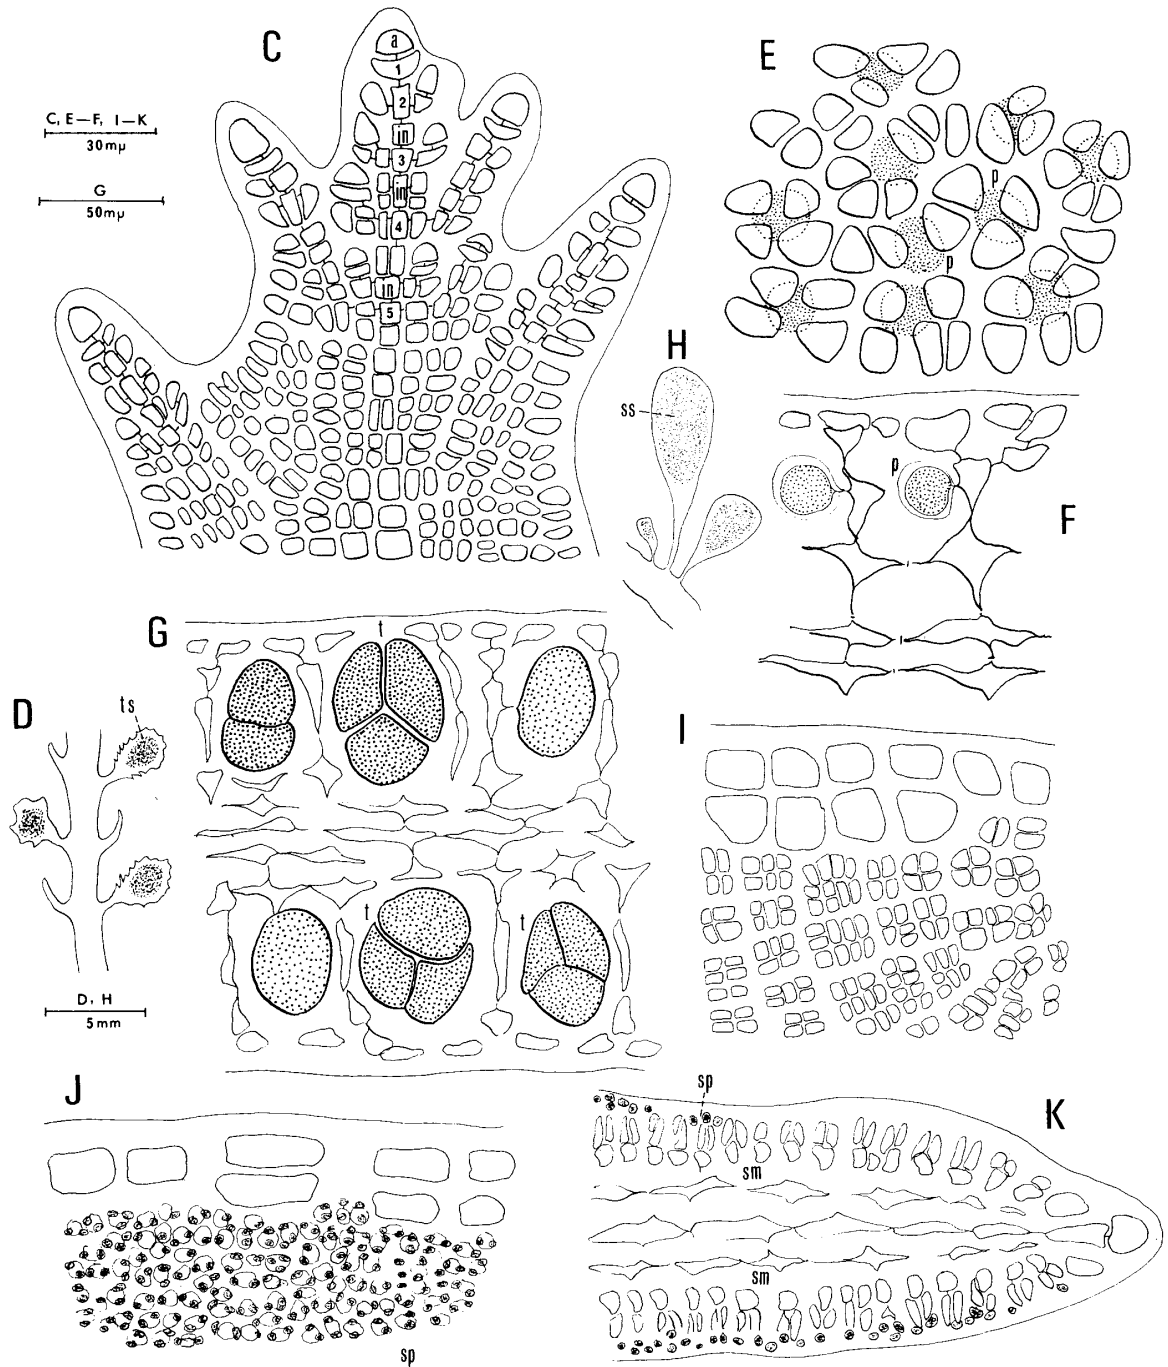 C
a
1
2
in
3
in
4
in
5
C, E—F, I—K
30mµ
G
50mµ
E
p
p
H
ss
F
p
G
t
t
t
D
ts
D, H
5mm
I
J
sp
K
sp
sm
sm